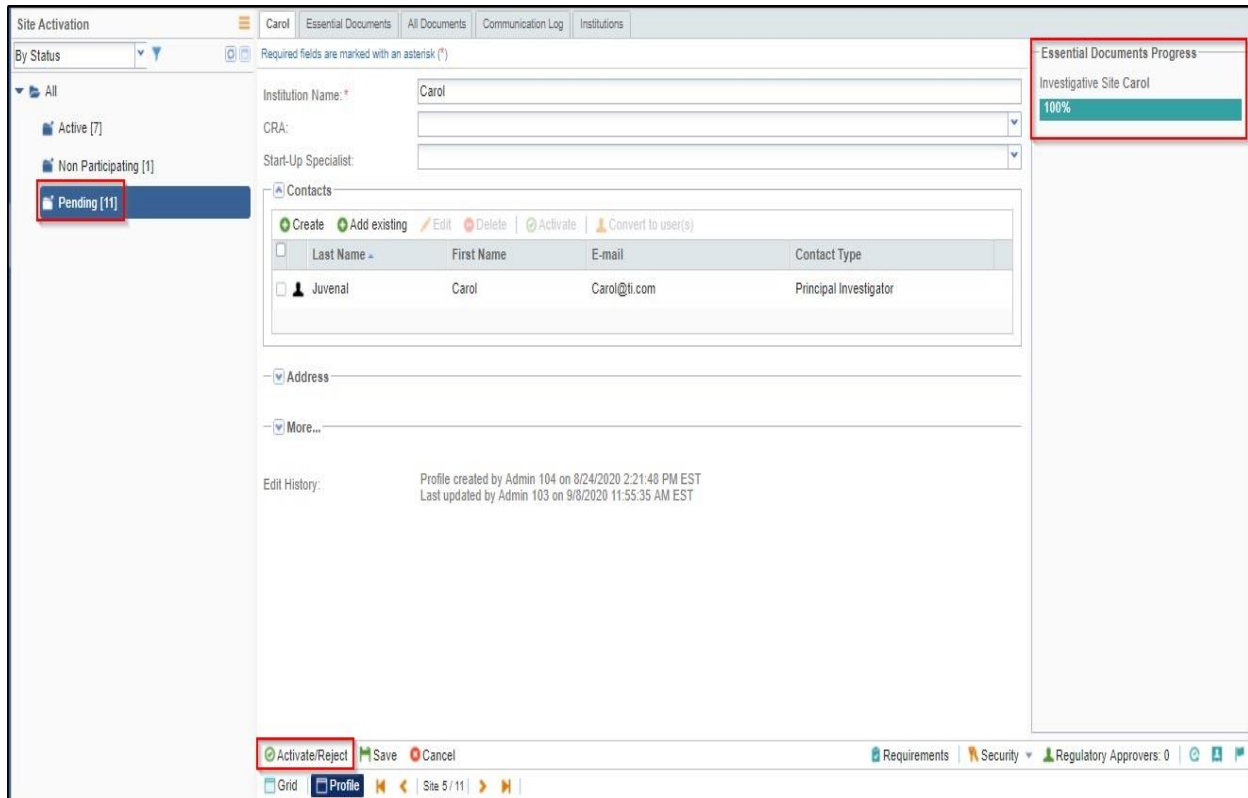 Site Activation
By Status
All
Active [7]
Non Participating [1]
Pending [11]
Carol Essential Documents All Documents Communication Log Institutions
Required fields are marked with an asterisk (*)
Institution Name:* Carol
CRA:
Start-Up Specialist:
Contacts
Create Add existing Edit Delete Activate Convert to user(s)
Last Name First Name E-mail Contact Type
Juvenal Carol Carol@ti.com Principal Investigator
Address
More...
Edit History: Profile created by Admin 104 on 8/24/2020 2:21:48 PM EST
Last updated by Admin 103 on 9/8/2020 11:55:35 AM EST
Essential Documents Progress
Investigative Site Carol
100%
Activate/Reject Save Cancel Requirements Security Regulatory Approvers: 0
Grid Profile Site 5 / 11